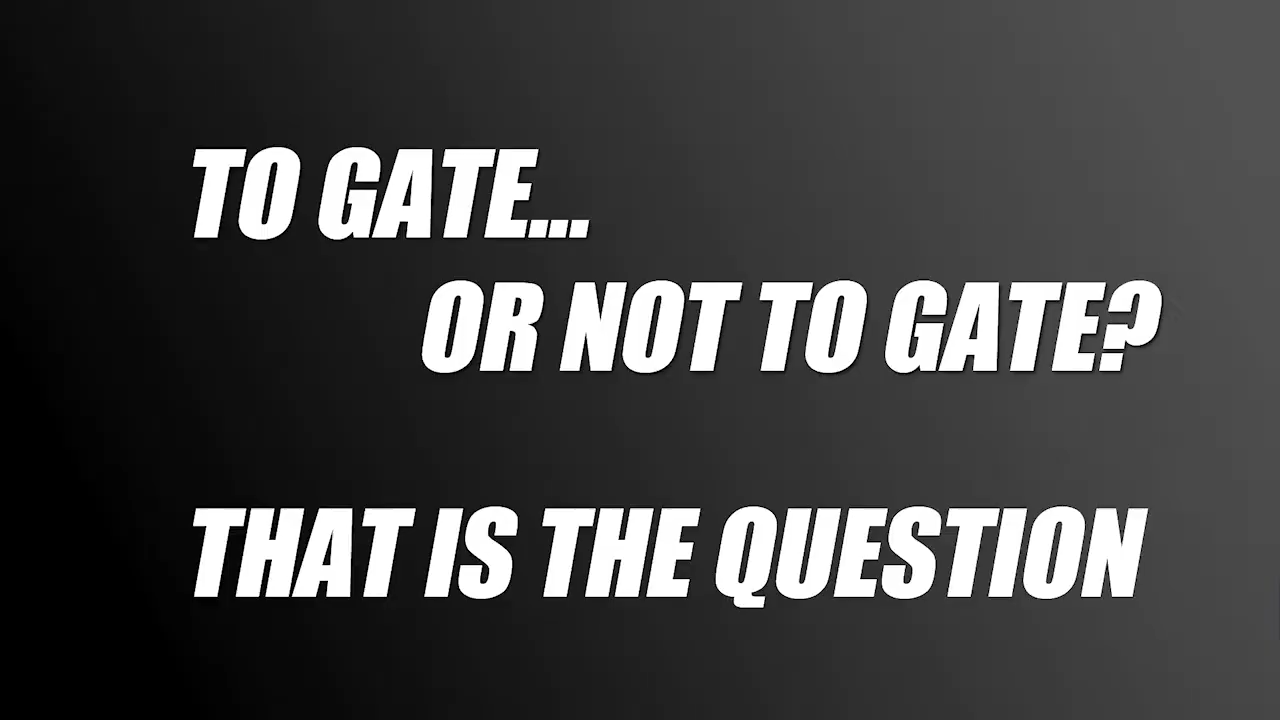 TO GATE...
OR NOT TO GATE?
THAT IS THE QUESTION